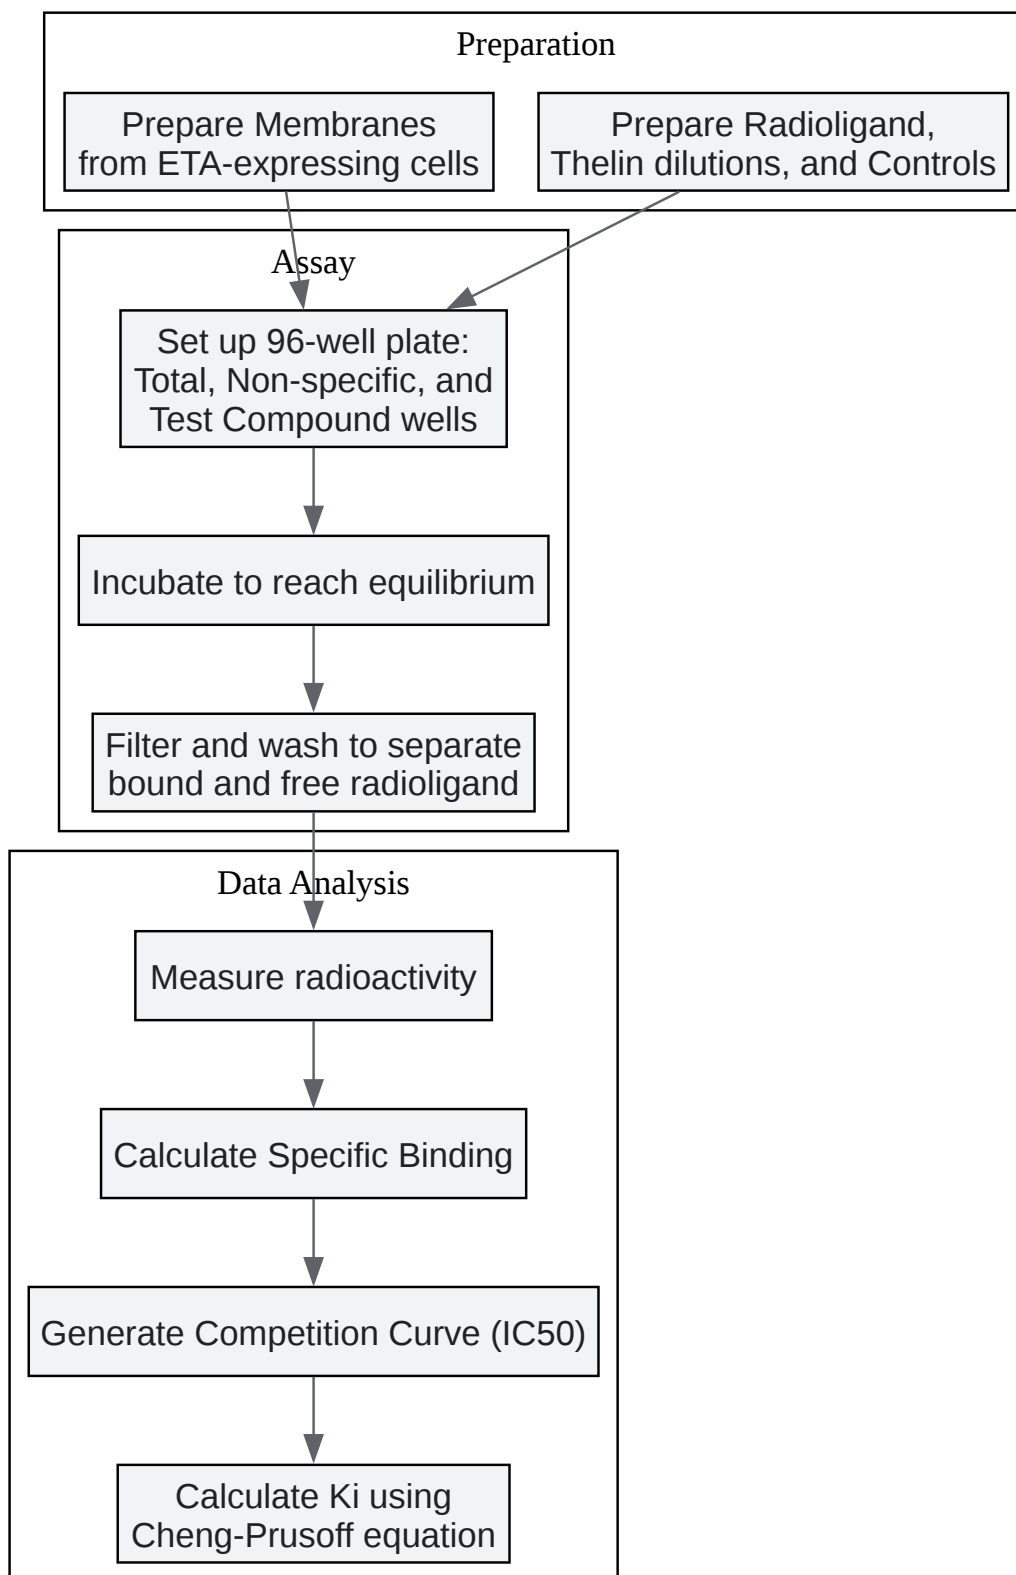 Preparation
Prepare Membranes
from ETA-expressing cells
Prepare Radioligand,
Thelin dilutions, and Controls
Assay
Set up 96-well plate:
Total, Non-specific, and
Test Compound wells
Incubate to reach equilibrium
Filter and wash to separate
bound and free radioligand
Data Analysis
Measure radioactivity
Calculate Specific Binding
Generate Competition Curve (IC50)
Calculate Ki using
Cheng-Prusoff equation